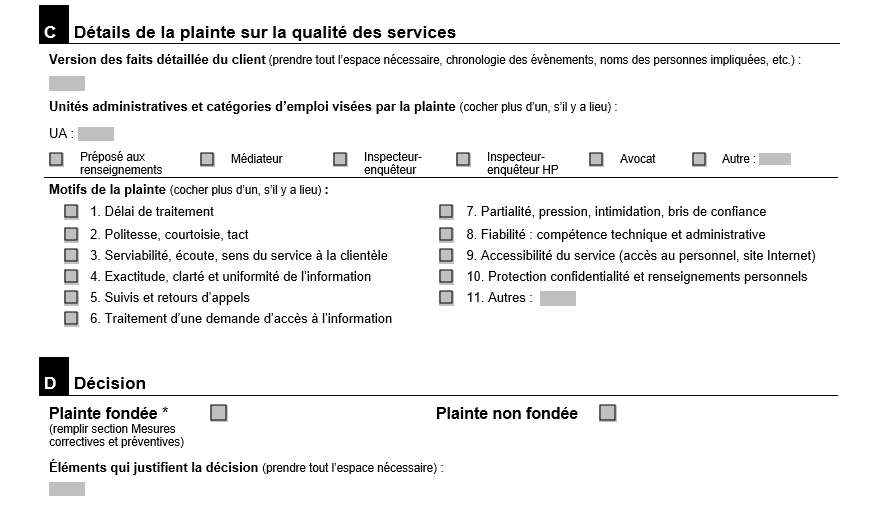 C Détails de la plainte sur la qualité des services
Version des faits détaillée du client (prendre tout l'espace nécessaire, chronologie des évènements, noms des personnes impliquées, etc.) :
Unités administratives et catégories d'emploi visées par la plainte (cocher plus d'un, s'il y a lieu) :
UA :
Préposé aux renseignements
Médiateur
Inspecteur-enquêteur
Inspecteur-enquêteur HP
Avocat
Autre :
Motifs de la plainte (cocher plus d'un, s'il y a lieu) :
1. Délai de traitement
2. Politesse, courtoisie, tact
3. Serviabilité, écoute, sens du service à la clientèle
4. Exactitude, clarté et uniformité de l'information
5. Suivis et retours d'appels
6. Traitement d'une demande d'accès à l'information
7. Partialité, pression, intimidation, bris de confiance
8. Fiabilité : compétence technique et administrative
9. Accessibilité du service (accès au personnel, site Internet)
10. Protection confidentialité et renseignements personnels
11. Autres :
D Décision
Plainte fondée *
(remplir section Mesures
correctives et préventives)
Plainte non fondée
Éléments qui justifient la décision (prendre tout l'espace nécessaire) :